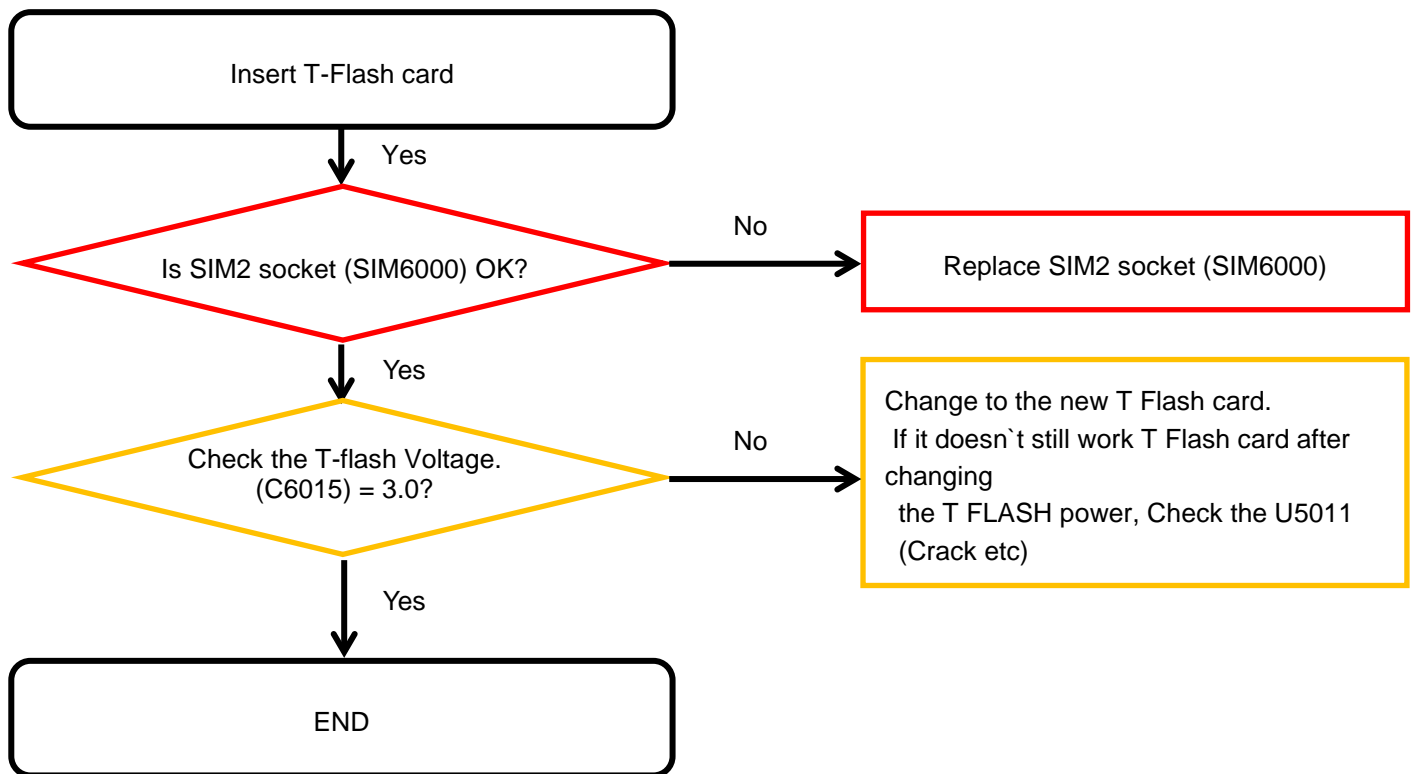 Insert T-Flash card
Yes
Is SIM2 socket (SIM6000) OK?
No
Replace SIM2 socket (SIM6000)
Yes
Check the T-flash Voltage.
(C6015) = 3.0?
No
Change to the new T Flash card.
If it doesn`t still work T Flash card after
changing
the T FLASH power, Check the U5011
(Crack etc)
Yes
END